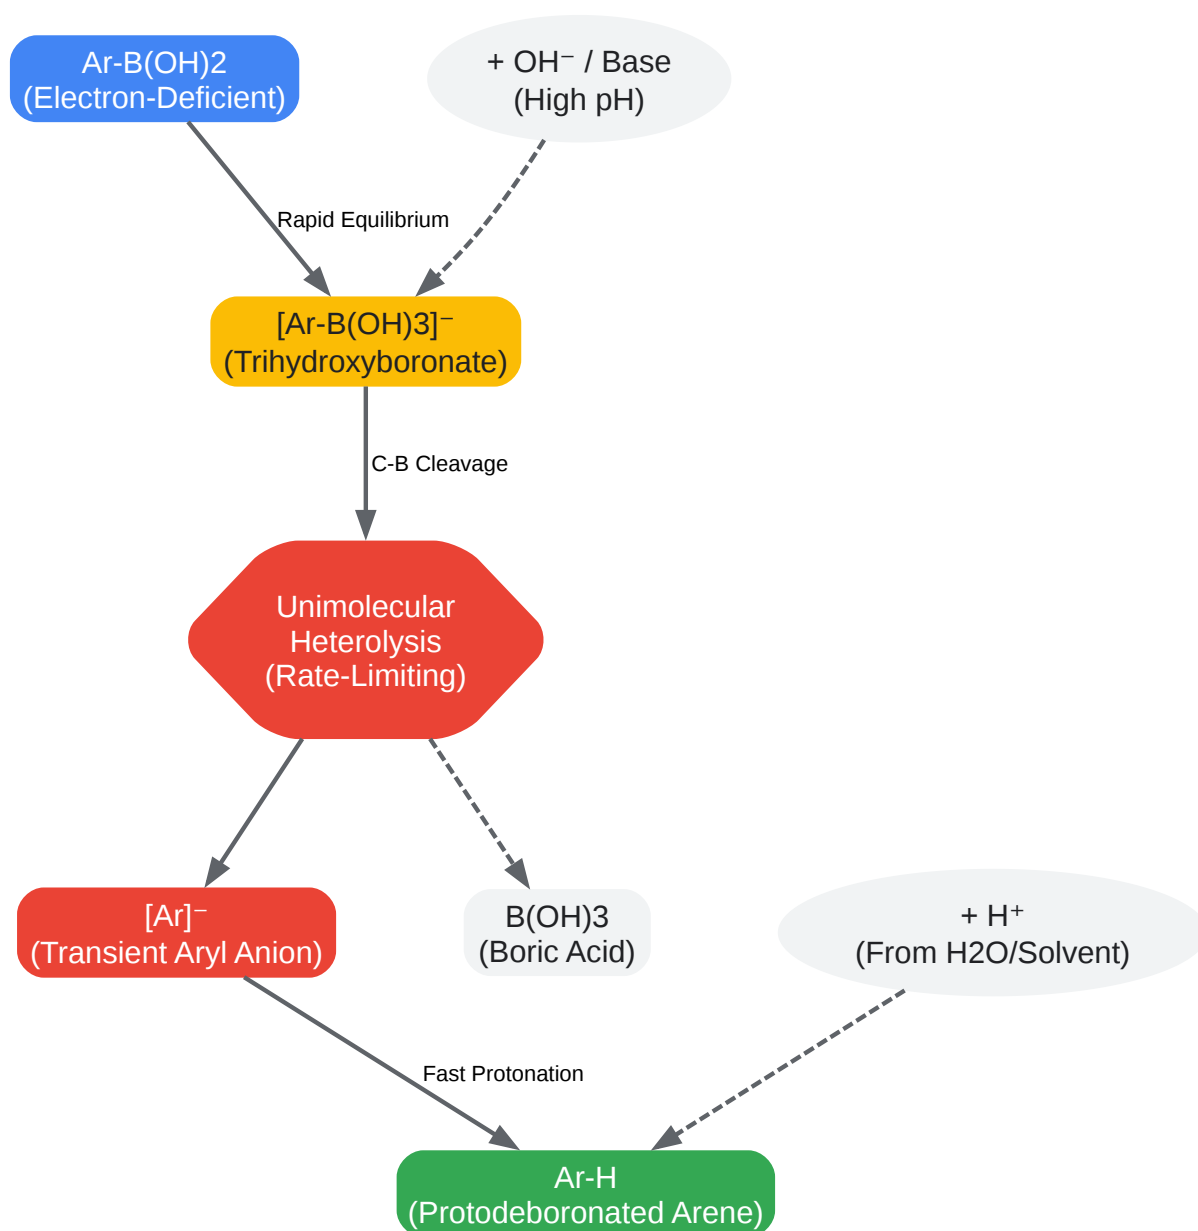 Ar-B(OH)2
(Electron-Deficient)
+ OH⁻ / Base
(High pH)
Rapid Equilibrium
[Ar-B(OH)3]⁻
(Trihydroxyboronate)
C-B Cleavage
Unimolecular
Heterolysis
(Rate-Limiting)
[Ar]⁻
(Transient Aryl Anion)
B(OH)3
(Boric Acid)
+ H⁺
(From H2O/Solvent)
Fast Protonation
Ar-H
(Protodeboronated Arene)